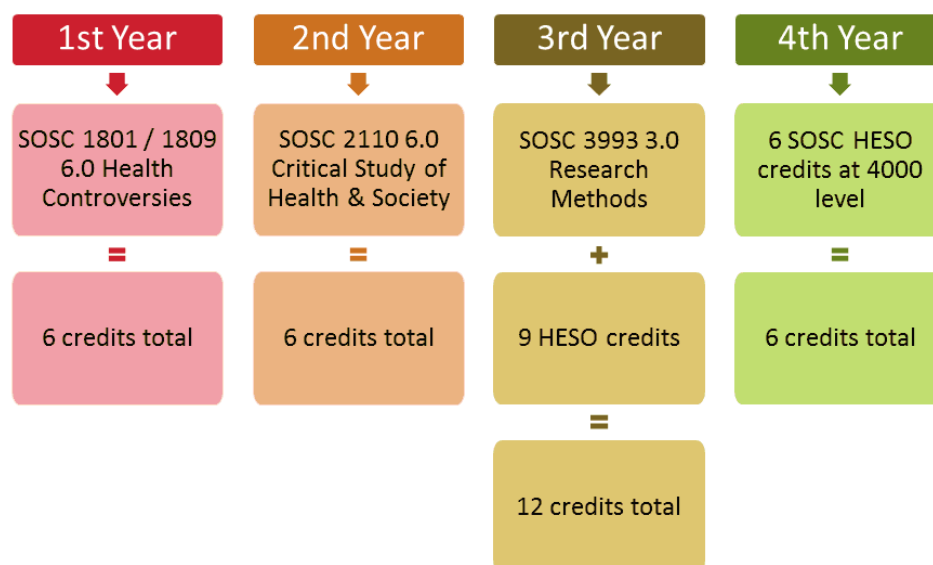 1st Year
SOSC 1801 / 1809
6.0 Health
Controversies
=
6 credits total
2nd Year
SOSC 2110 6.0
Critical Study of
Health & Society
=
6 credits total
3rd Year
SOSC 3993 3.0
Research
Methods
+
9 HESO credits
=
12 credits total
4th Year
6 SOSC HESO
credits at 4000
level
=
6 credits total